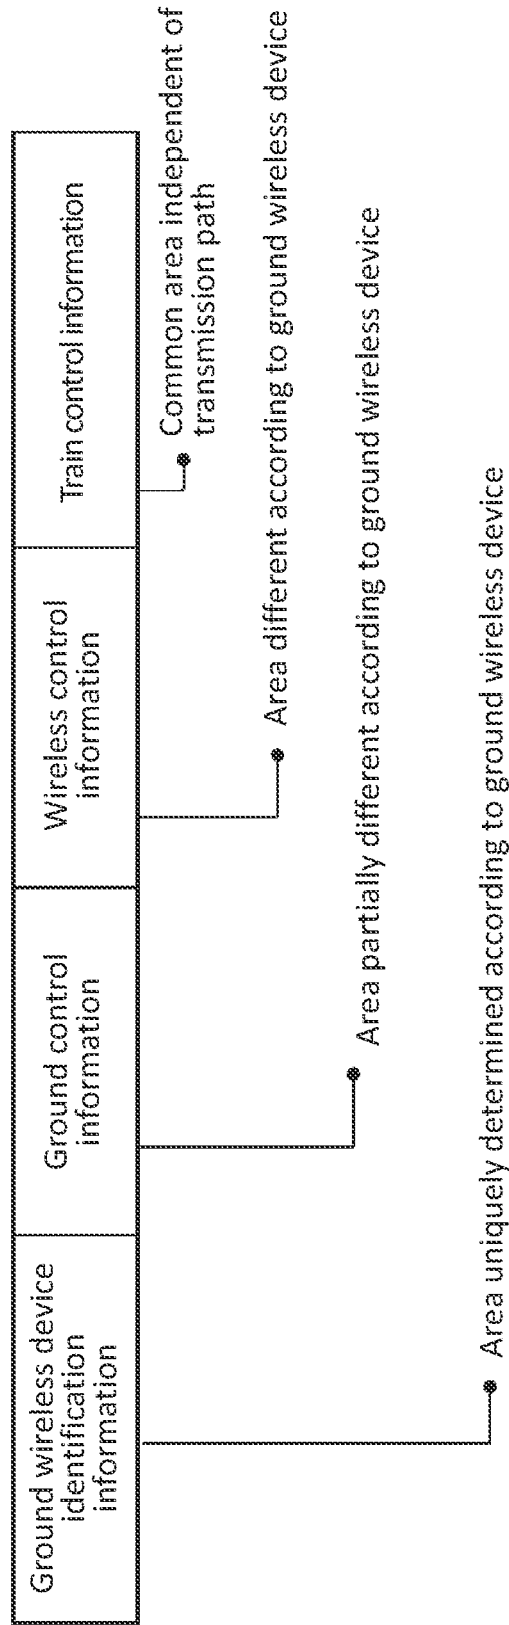 Ground wireless device
identification
information
Ground control
information
Wireless control
information
Train control information
Common area independent of
transmission path
Area different according to ground wireless device
Area partially different according to ground wireless device
Area uniquely determined according to ground wireless device